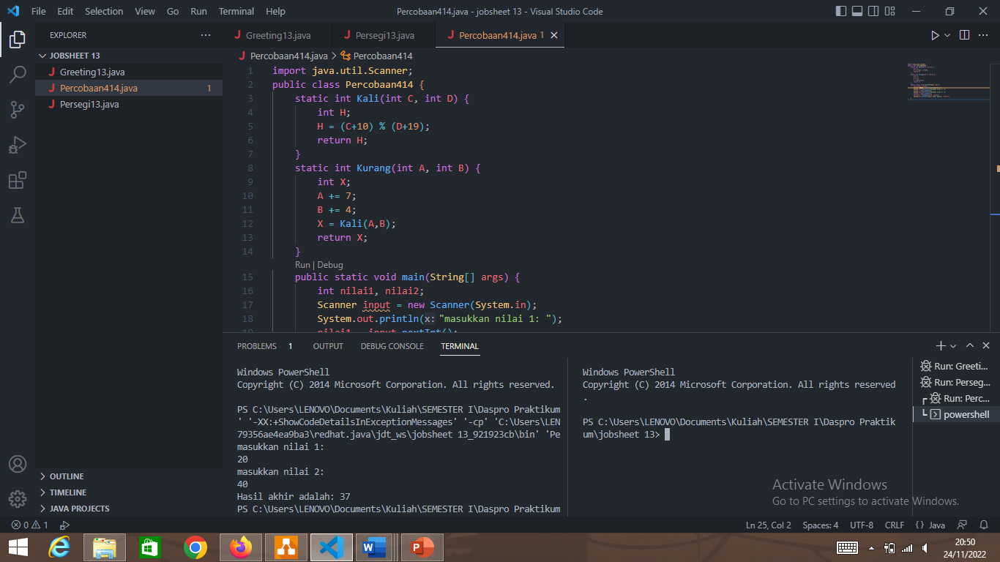 File Edit Selection View Go Run Terminal Help
Percobaan414.java - jobsheet 13 - Visual Studio Code
EXPLORER
JOBSHEET 13
Greeting13.java
Percobaan414.java 1
Persegi13.java
OUTLINE
TIMELINE
JAVA PROJECTS
Greeting13.java Persegi13.java Percobaan414.java 1
Percobaan414.java > Percobaan414
1 import java.util.Scanner;
2 public class Percobaan414 {
3 static int Kali(int C, int D) {
4 int H;
5 H = (C+10) % (D+19);
6 return H;
7 }
8 static int Kurang(int A, int B) {
9 int X;
10 A += 7;
11 B += 4;
12 X = Kali(A,B);
13 return X;
14 }
Run | Debug
15 public static void main(String[] args) {
16 int nilai1, nilai2;
17 Scanner input = new Scanner(System.in);
18 System.out.println(x: "masukkan nilai 1: ");
19 nilai1 = input.nextInt();
PROBLEMS 1 OUTPUT DEBUG CONSOLE TERMINAL
Windows PowerShell
Copyright (C) 2014 Microsoft Corporation. All rights reserved.
PS C:\Users\LENOVO\Documents\Kuliah\SEMESTER I\Daspro Praktikum
' '-XX:+ShowCodeDetailsInExceptionMessages' '-cp' 'C:\Users\LEN
79356ae4ea9ba3\redhat.java\jdt_ws\jobsheet 13_921923cb\bin' 'Pe
masukkan nilai 1:
20
masukkan nilai 2:
40
Hasil akhir adalah: 37
PS C:\Users\LENOVO\Documents\Kuliah\SEMESTER I\Daspro Praktikum
Windows PowerShell
Copyright (C) 2014 Microsoft Corporation. All rights reserved
.
PS C:\Users\LENOVO\Documents\Kuliah\SEMESTER I\Daspro Praktik
um\jobsheet 13>
Run: Greeti...
Run: Perseg...
Run: Perc...
powershell
Activate Windows
Go to PC settings to activate Windows.
0 1
Ln 25, Col 2 Spaces: 4 UTF-8 CRLF {} Java
20:50
24/11/2022